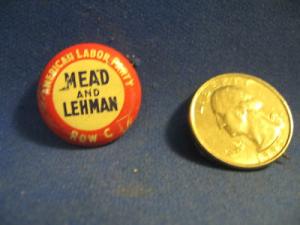 AMERICAN LABOR PARTY
MEAD
AND
LEHMAN
ROW C